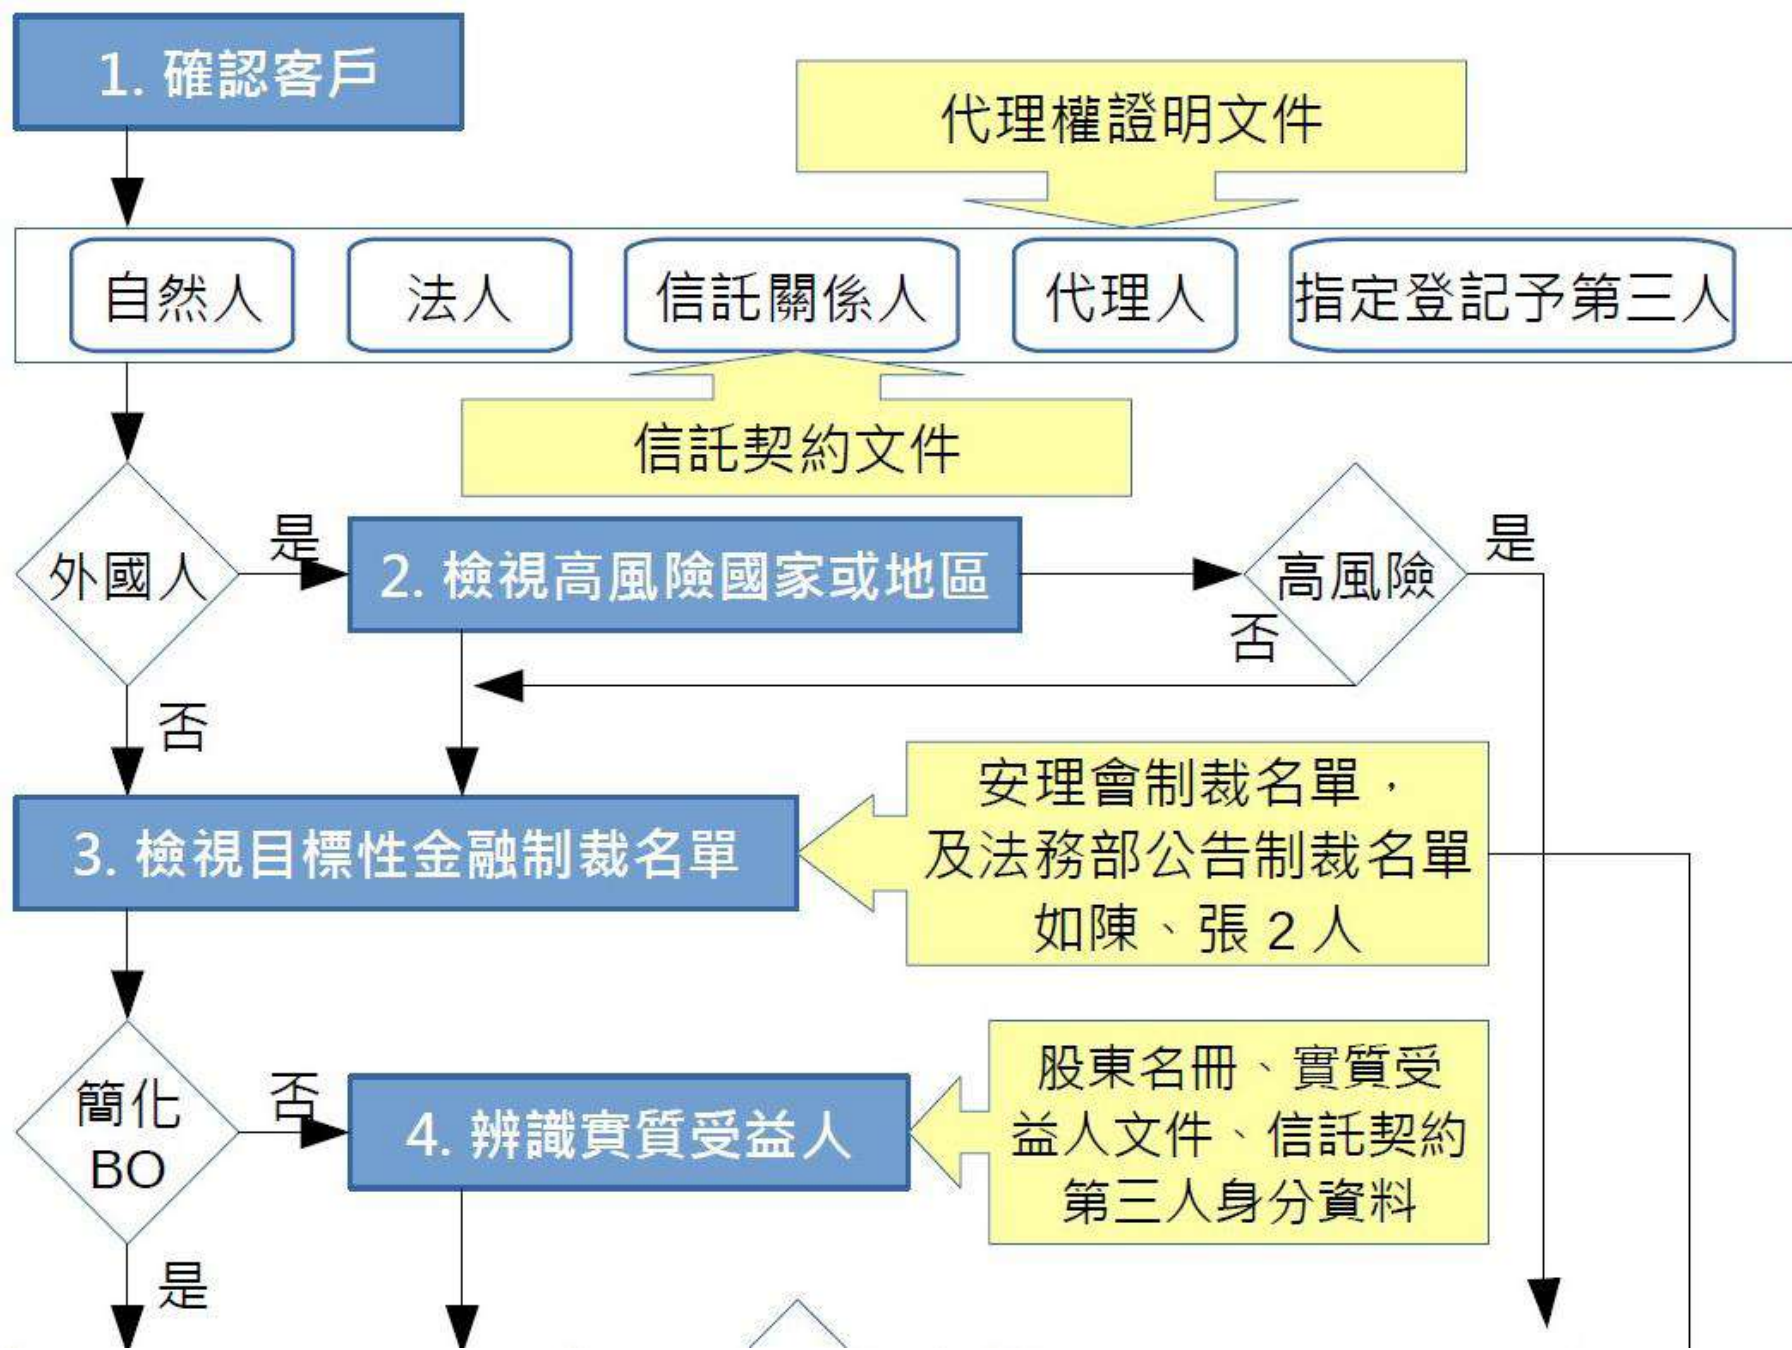 1. 確認客戶
代理權證明文件
自然人
法人
信託關係人
代理人
指定登記予第三人
信託契約文件
外國人
是
2. 檢視高風險國家或地區
高風險
是
否
否
3. 檢視目標性金融制裁名單
安理會制裁名單，
及法務部公告制裁名單
如陳、張 2 人
簡化
BO
否
4. 辨識實質受益人
股東名冊、實質受
益人文件、信託契約
第三人身分資料
是